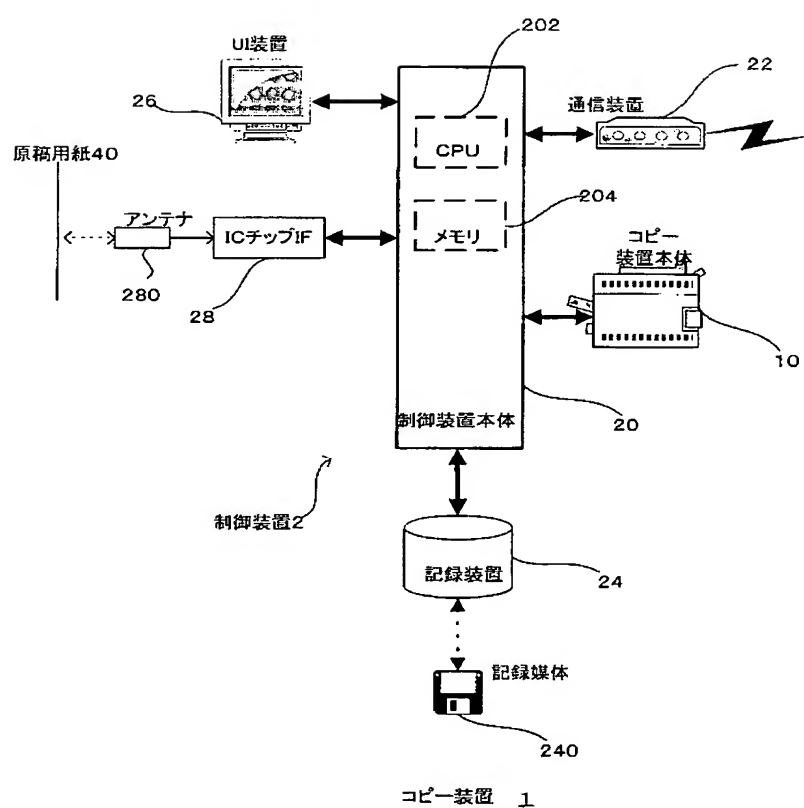 UI装置
26
202
CPU
204
メモリ
通信装置
22
原稿用紙40
アンテナ
280
ICチップIF
28
コピー
装置本体
10
制御装置本体
20
制御装置2
記録装置
24
記録媒体
240
コピー装置 1